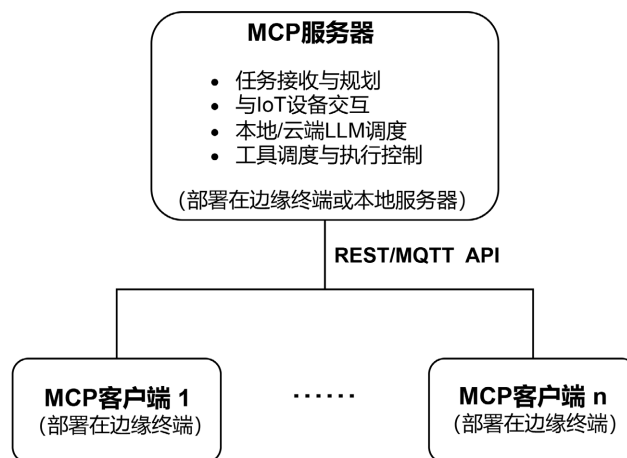 MCP服务器
• 任务接收与规划
• 与IoT设备交互
• 本地/云端LLM调度
• 工具调度与执行控制
(部署在边缘终端或本地服务器)
REST/MQTT API
MCP客户端 1
(部署在边缘终端)
······
MCP客户端 n
(部署在边缘终端)